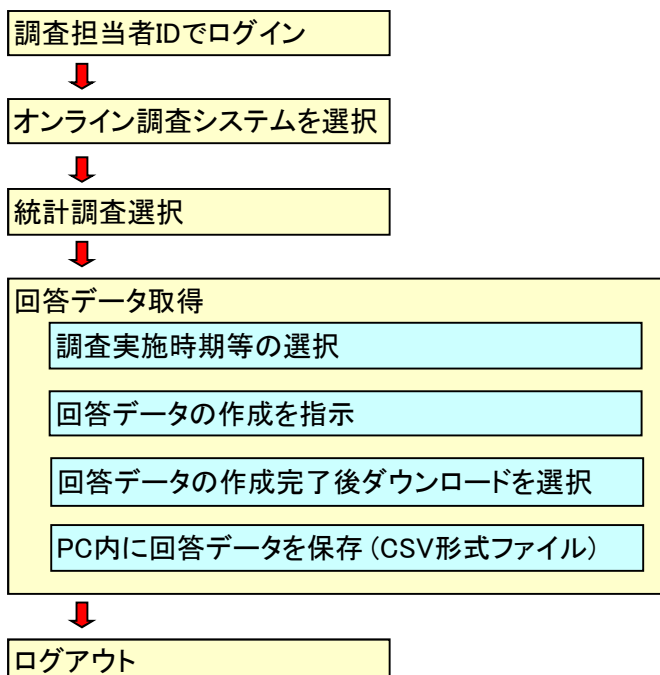 調査担当者IDでログイン
オンライン調査システムを選択
統計調査選択
回答データ取得
調査実施時期等の選択
回答データの作成を指示
回答データの作成完了後ダウンロードを選択
PC内に回答データを保存（CSV形式ファイル）
ログアウト